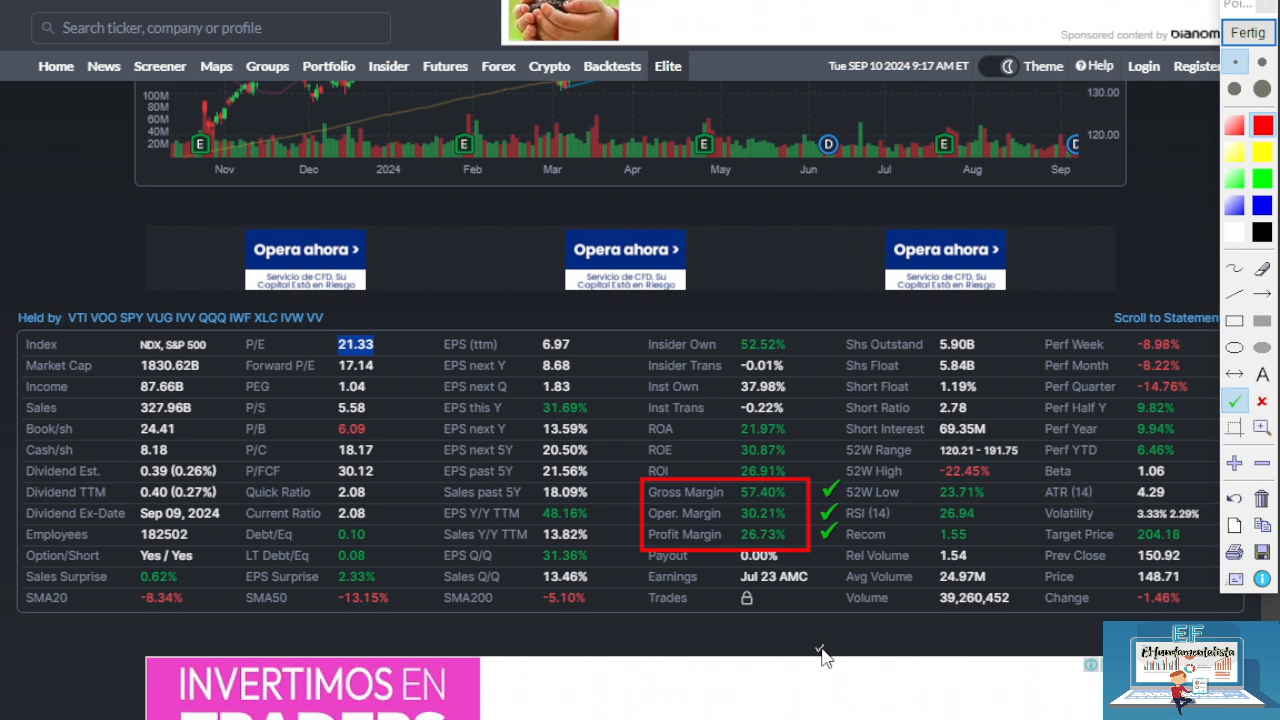 Search ticker, company or profile
Sponsored content by Dianomi
Fertig
Home News Screener Maps Groups Portfolio Insider Futures Forex Crypto Backtests Elite Tue SEP 10 2024 9:17 AM ET Theme Help Login Register
100M
80M
60M
40M
20M
130.00
120.00
E E E D E D
Nov Dec 2024 Feb Mar Apr May Jun Jul Aug Sep
Opera ahora > Opera ahora > Opera ahora >
Servicio de CFD. Su Servicio de CFD. Su Servicio de CFD. Su
Capital Está en Riesgo Capital Está en Riesgo Capital Está en Riesgo
Held by VTI VOO SPY VUG IVV QQQ IWF XLC IVW VV Scroll to Statement
Index NDX, S&P 500 P/E 21.33 EPS (ttm) 6.97 Insider Own 52.52% Shs Outstand 5.90B Perf Week -8.98%
Market Cap 1830.62B Forward P/E 17.14 EPS next Y 8.68 Insider Trans -0.01% Shs Float 5.84B Perf Month -8.22%
Income 87.66B PEG 1.04 EPS next Q 1.83 Inst Own 37.98% Short Float 1.19% Perf Quarter -14.76%
Sales 327.96B P/S 5.58 EPS this Y 31.69% Inst Trans -0.22% Short Ratio 2.78 Perf Half Y 9.82%
Book/sh 24.41 P/B 6.09 EPS next Y 13.59% ROA 21.97% Short Interest 69.35M Perf Year 9.94%
Cash/sh 8.18 P/C 18.17 EPS next 5Y 20.50% ROE 30.87% 52W Range 120.21 - 191.75 Perf YTD 6.46%
Dividend Est. 0.39 (0.26%) P/FCF 30.12 EPS past 5Y 21.56% ROI 26.91% 52W High -22.45% Beta 1.06
Dividend TTM 0.40 (0.27%) Quick Ratio 2.08 Sales past 5Y 18.09% Gross Margin 57.40% 52W Low 23.71% ATR (14) 4.29
Dividend Ex-Date Sep 09, 2024 Current Ratio 2.08 EPS Y/Y TTM 48.16% Oper. Margin 30.21% RSI (14) 26.94 Volatility 3.33% 2.29%
Employees 182502 Debt/Eq 0.10 Sales Y/Y TTM 13.82% Profit Margin 26.73% Recom 1.55 Target Price 204.18
Option/Short Yes / Yes LT Debt/Eq 0.08 EPS Q/Q 31.36% Payout 0.00% Rel Volume 1.54 Prev Close 150.92
Sales Surprise 0.62% EPS Surprise 2.33% Sales Q/Q 13.46% Earnings Jul 23 AMC Avg Volume 24.97M Price 148.71
SMA20 -8.34% SMA50 -13.15% SMA200 -5.10% Trades Volume 39,260,452 Change -1.46%
EF
El fundamentalista
INVERTIMOS EN